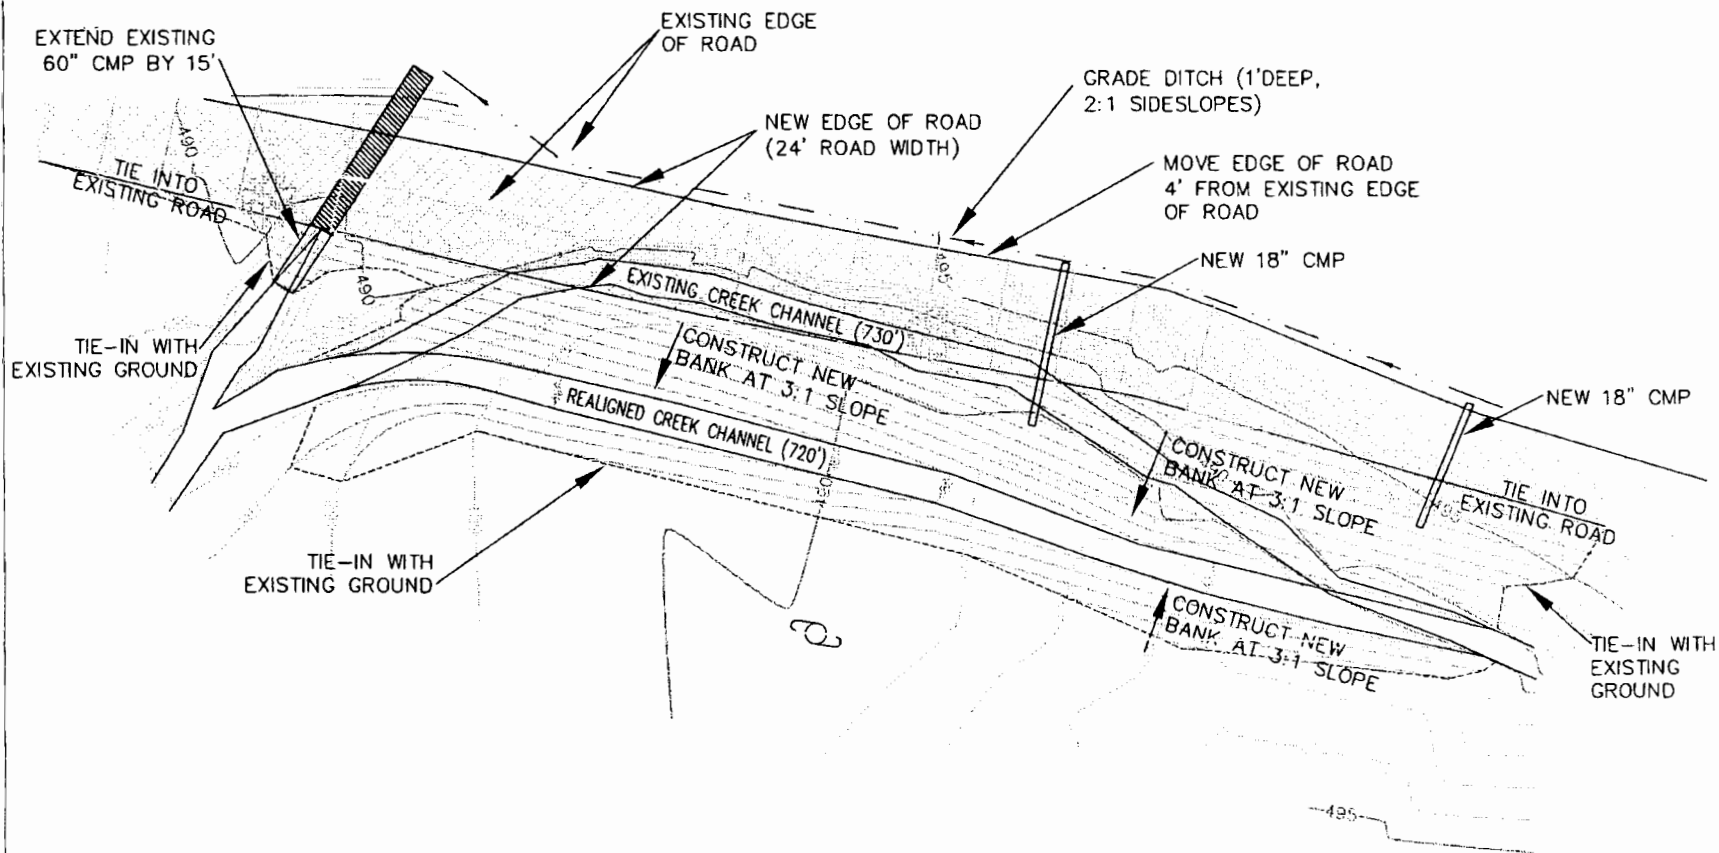 EXTEND EXISTING
60" CMP BY 15'
EXISTING EDGE
OF ROAD
GRADE DITCH (1'DEEP,
2:1 SIDESLOPES)
NEW EDGE OF ROAD
(24' ROAD WIDTH)
MOVE EDGE OF ROAD
4' FROM EXISTING EDGE
OF ROAD
490
TIE INTO
EXISTING ROAD
NEW 18" CMP
495
490
EXISTING CREEK CHANNEL (730')
TIE-IN WITH
EXISTING GROUND
CONSTRUCT NEW
BANK AT 3:1 SLOPE
REALIGNED CREEK CHANNEL (720')
NEW 18" CMP
CONSTRUCT NEW
BANK AT 3:1 SLOPE
TIE INTO
EXISTING ROAD
TIE-IN WITH
EXISTING GROUND
CONSTRUCT NEW
BANK AT 3:1 SLOPE
TIE-IN WITH
EXISTING
GROUND
495